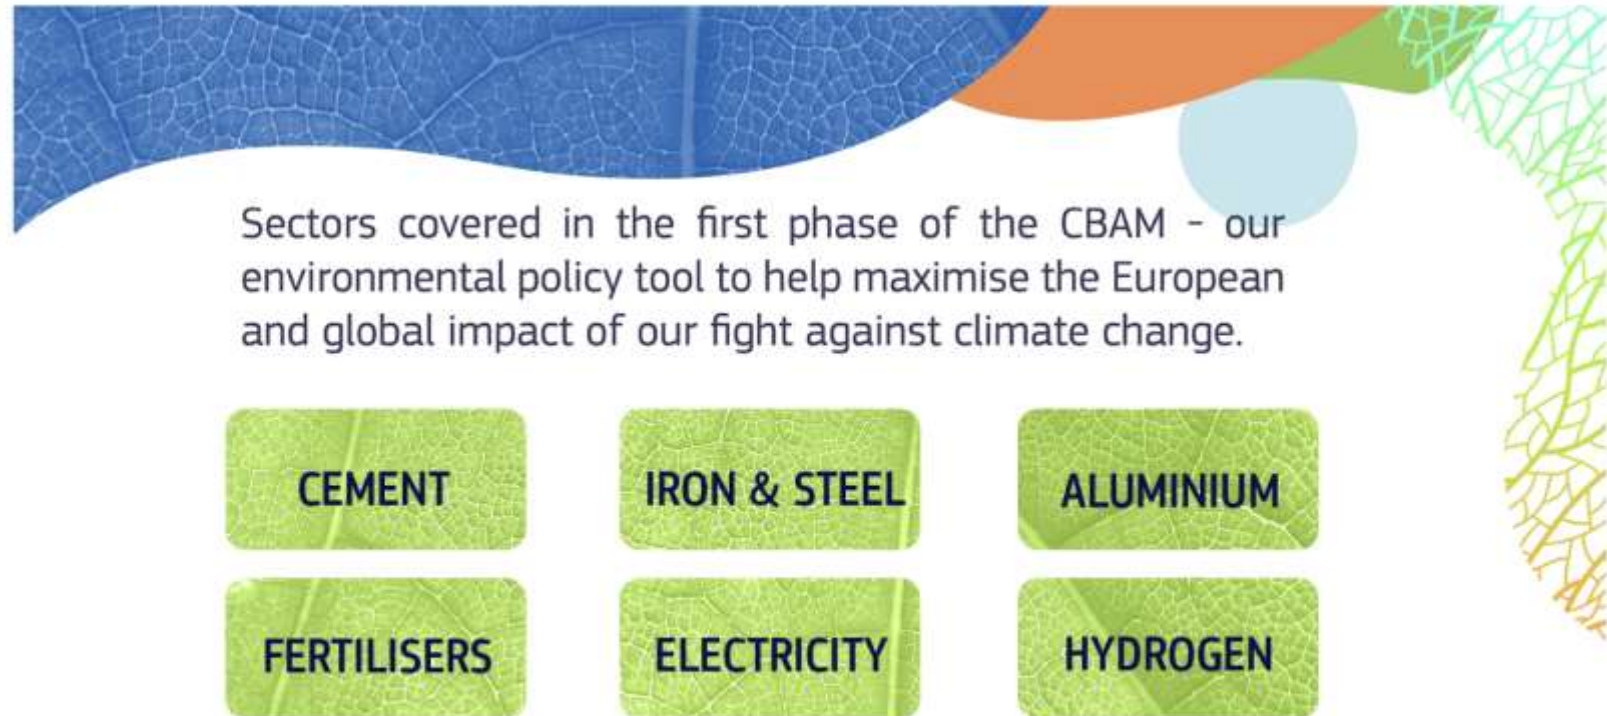 Sectors covered in the first phase of the CBAM - our
environmental policy tool to help maximise the European
and global impact of our fight against climate change.
CEMENT
IRON & STEEL
ALUMINIUM
FERTILISERS
ELECTRICITY
HYDROGEN